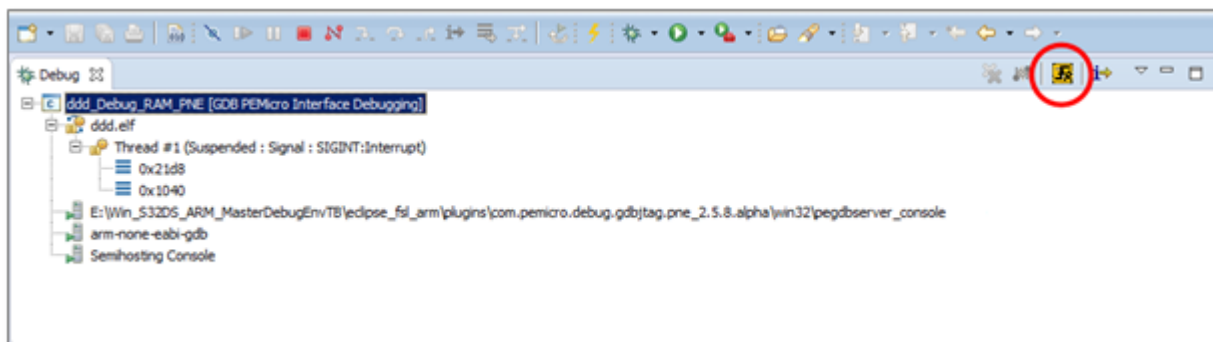 Debug
ddd_Debug_RAM_PNE [GDB PEMicro Interface Debugging]
ddd.elf
Thread #1 (Suspended : Signal : SIGINT:Interrupt)
0x21d8
0x1040
E:\Win_S32DS_ARM_MasterDebugEnvTB\eclipse_fsl_arm\plugins\com.pemicro.debug.gdbjtag.pne_2.5.8.alpha\win32\pegdbserver_console
arm-none-eabi-gdb
Semihosting Console